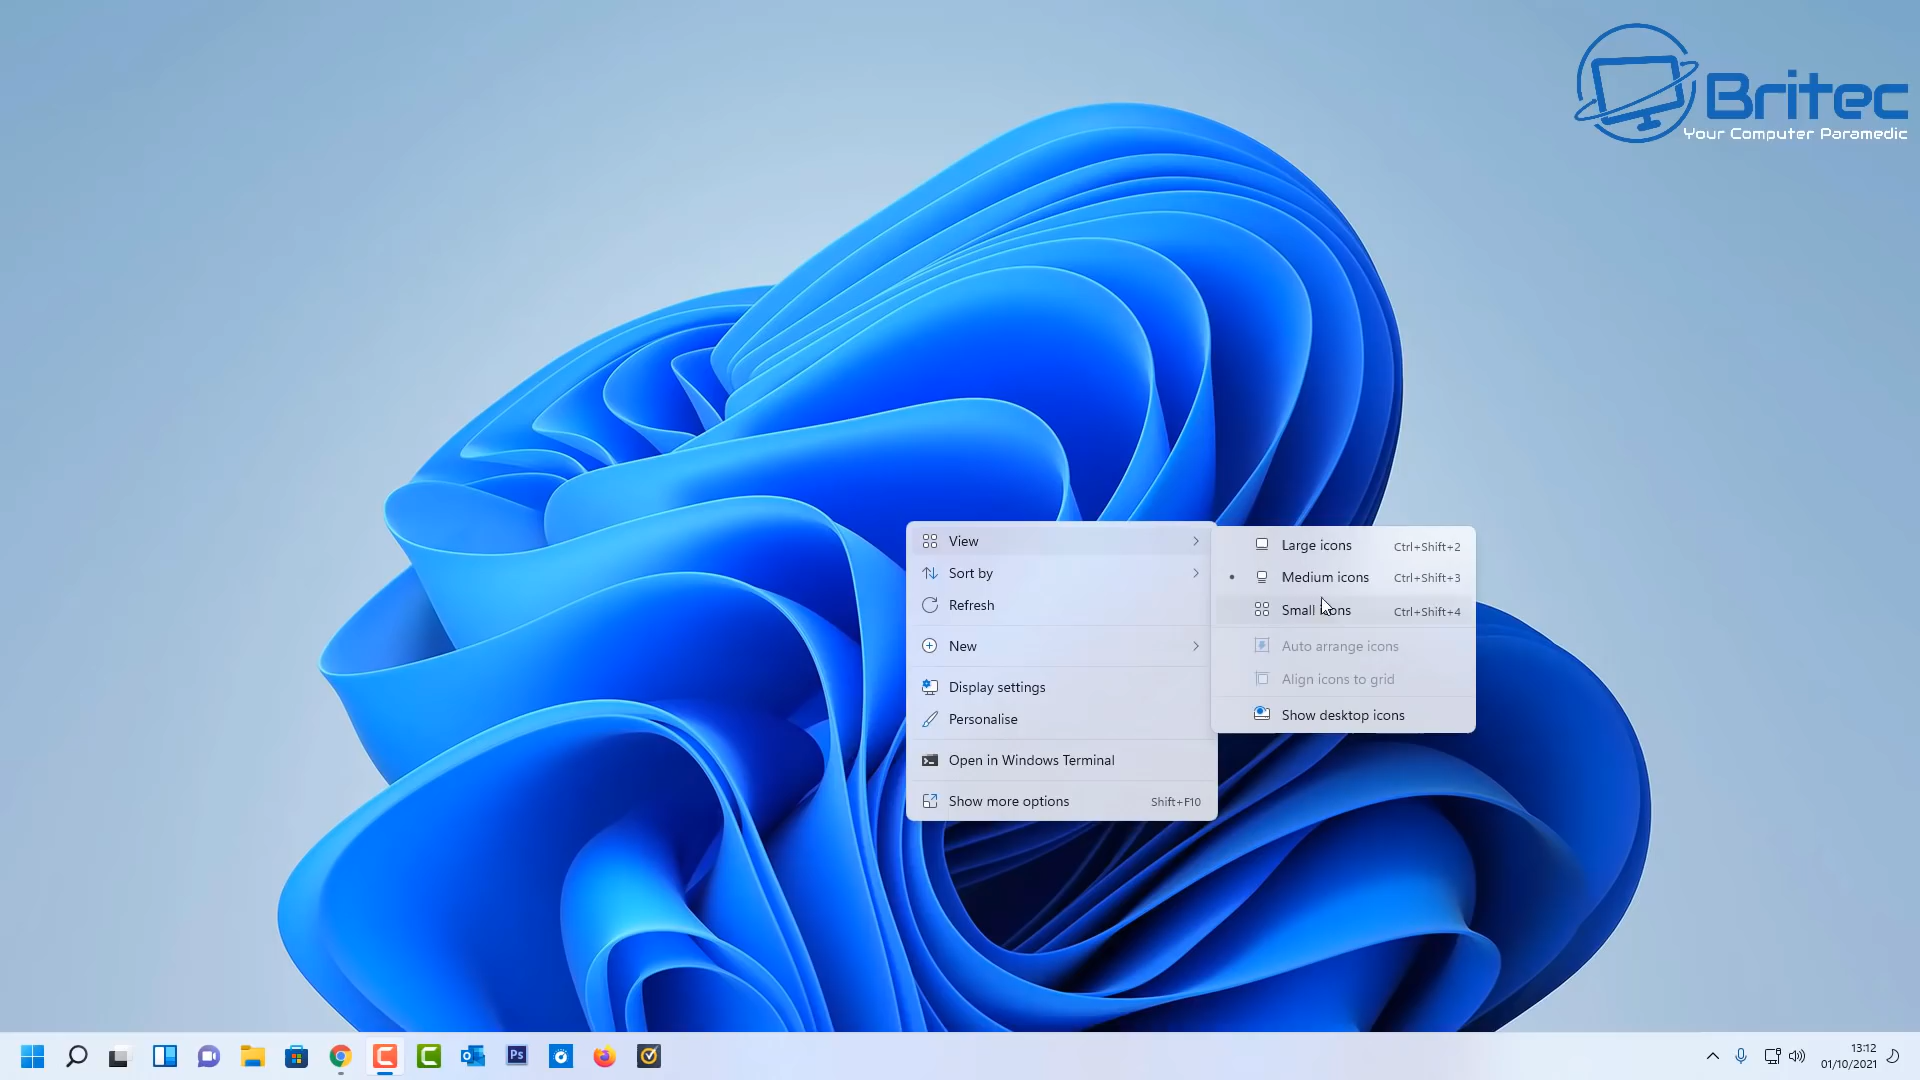 Britec
Your Computer Paramedic
View
Sort by
Refresh
New
Display settings
Personalise
Open in Windows Terminal
Show more options Shift+F10
Large icons Ctrl+Shift+2
Medium icons Ctrl+Shift+3
Small icons Ctrl+Shift+4
Auto arrange icons
Align icons to grid
Show desktop icons
Ps
13:12
01/10/2021